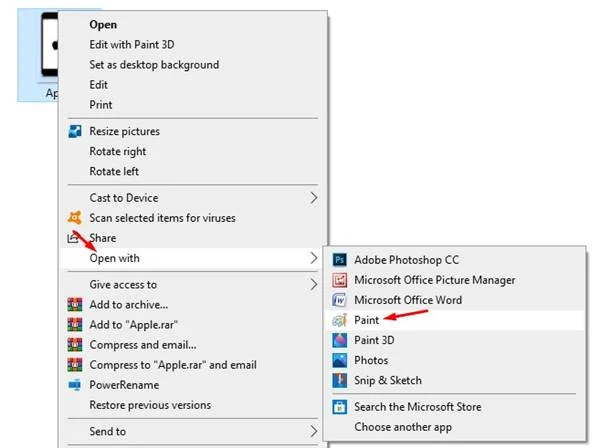 Ap
Open
Edit with Paint 3D
Set as desktop background
Edit
Print
Resize pictures
Rotate right
Rotate left
Cast to Device
Scan selected items for viruses
Share
Open with
Give access to
Add to archive...
Add to "Apple.rar"
Compress and email...
Compress to "Apple.rar" and email
PowerRename
Restore previous versions
Send to
Ps
Adobe Photoshop CC
Microsoft Office Picture Manager
Microsoft Office Word
Paint
Paint 3D
Photos
Snip & Sketch
Search the Microsoft Store
Choose another app